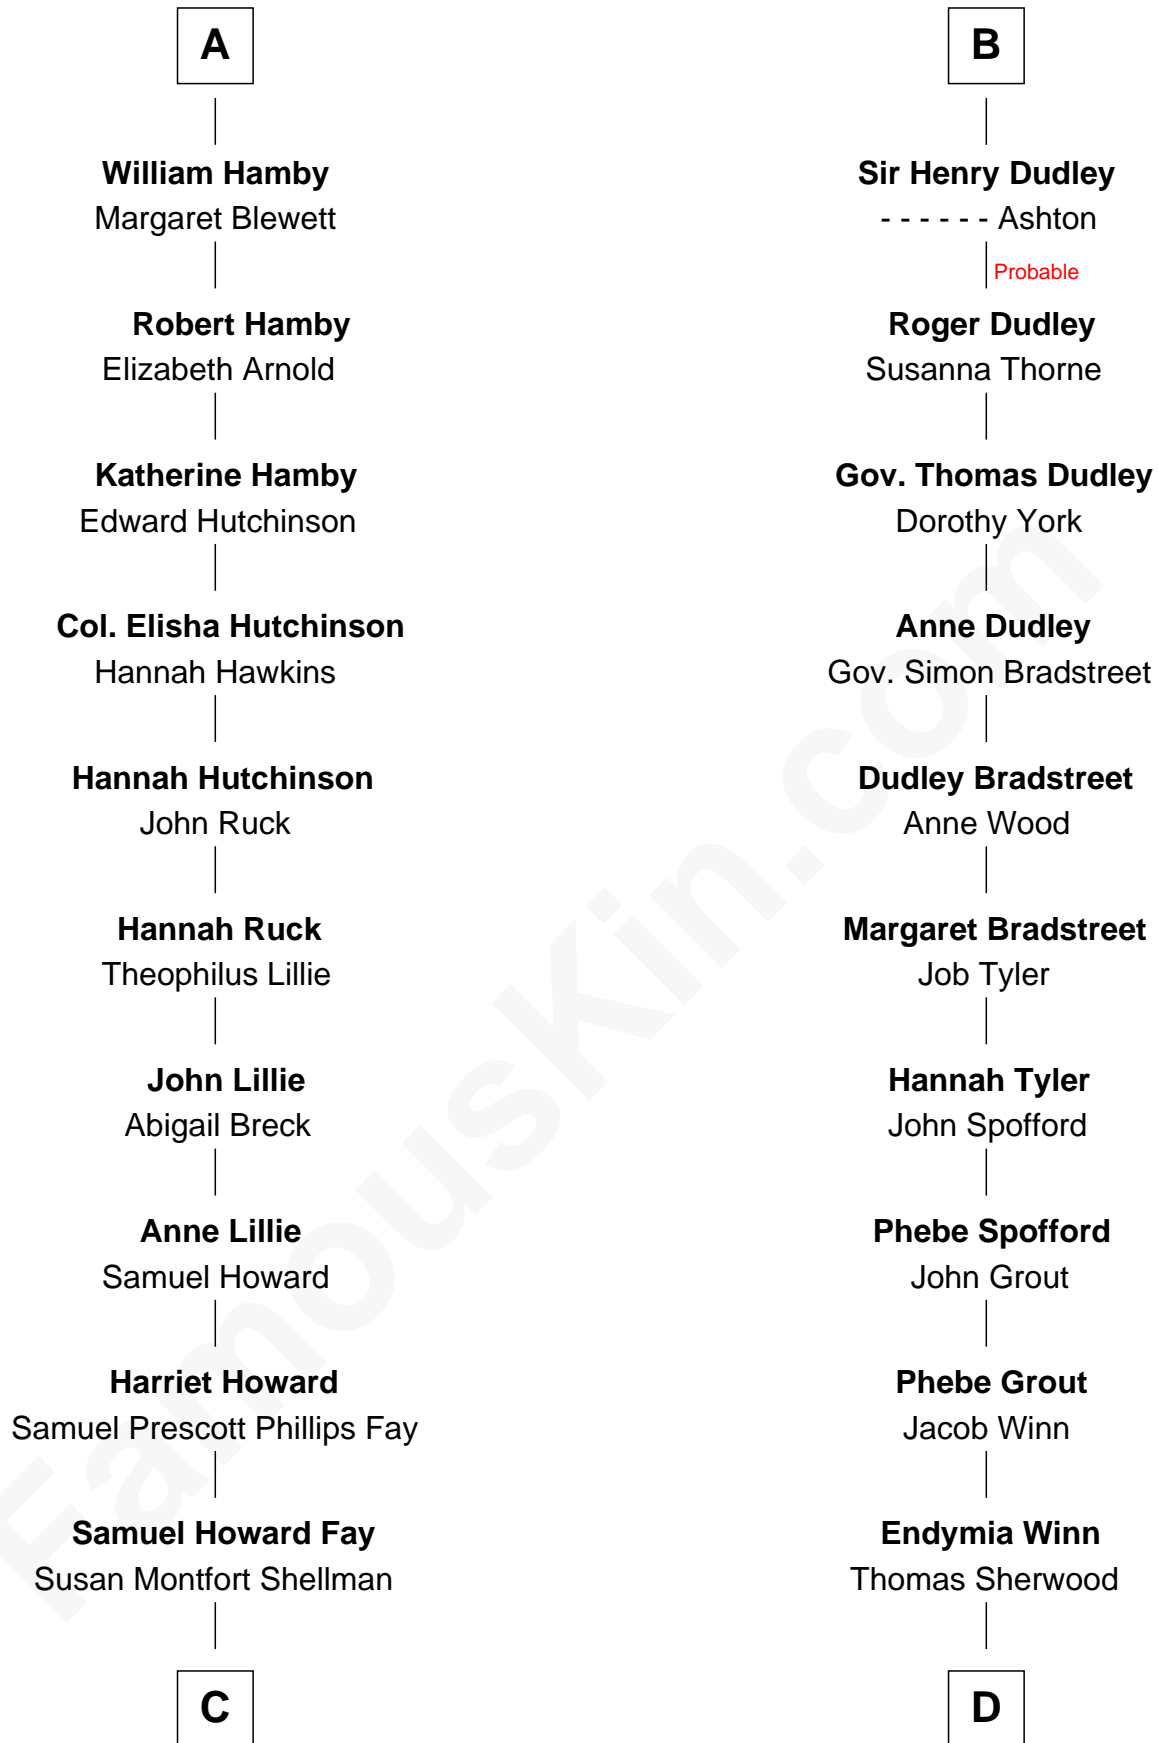 A
William Hamby
Margaret Blewett
Robert Hamby
Elizabeth Arnold
Katherine Hamby
Edward Hutchinson
Col. Elisha Hutchinson
Hannah Hawkins
Hannah Hutchinson
John Ruck
Hannah Ruck
Theophilus Lillie
John Lillie
Abigail Breck
Anne Lillie
Samuel Howard
Harriet Howard
Samuel Prescott Phillips Fay
Samuel Howard Fay
Susan Montfort Shellman
C
B
Sir Henry Dudley
- - - - - - Ashton
Probable
Roger Dudley
Susanna Thorne
Gov. Thomas Dudley
Dorothy York
Anne Dudley
Gov. Simon Bradstreet
Dudley Bradstreet
Anne Wood
Margaret Bradstreet
Job Tyler
Hannah Tyler
John Spofford
Phebe Spofford
John Grout
Phebe Grout
Jacob Winn
Endymia Winn
Thomas Sherwood
D
FamousKin.com